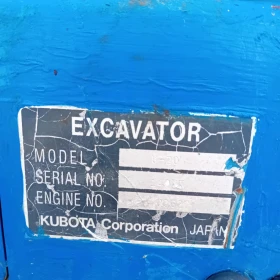 EXCAVATOR
MODEL
SERIAL NO.
ENGINE NO.
KUBOTA Corporation JAPAN